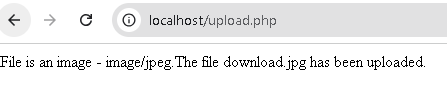 localhost/upload.php
File is an image - image/jpeg.The file download.jpg has been uploaded.